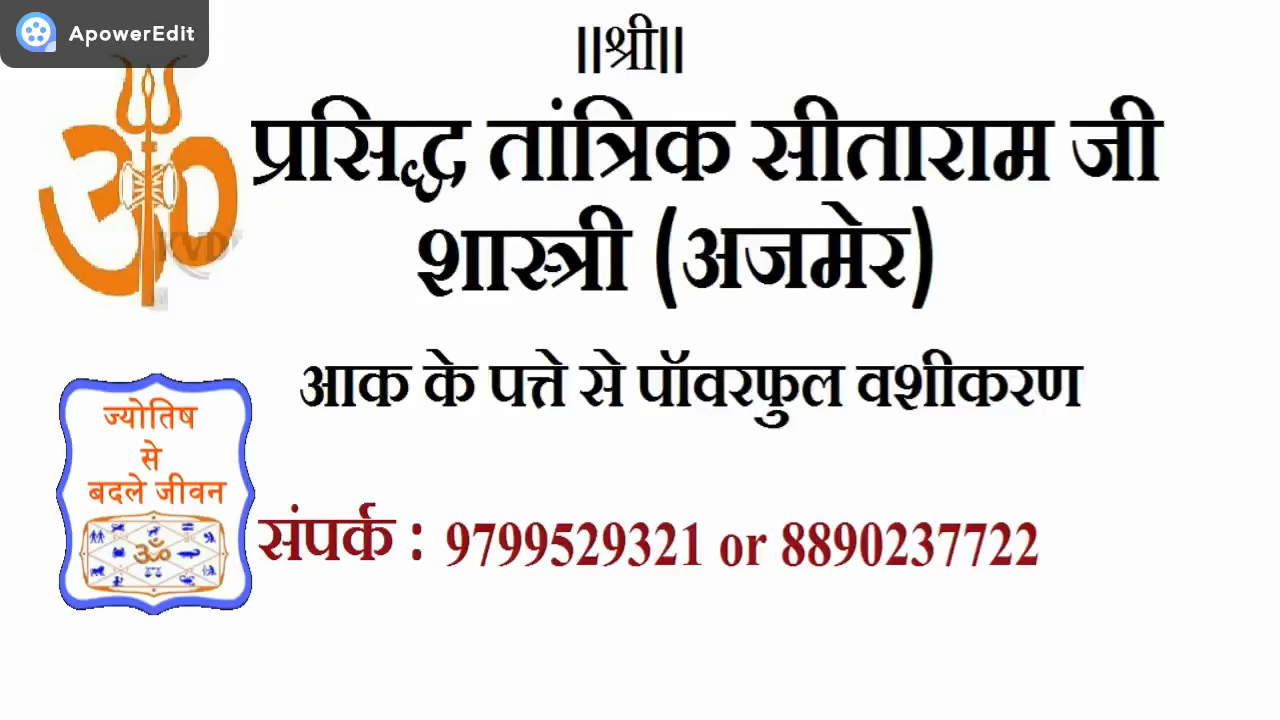 ApowerEdit
||श्री||
प्रसिद्ध तांत्रिक सीताराम जी
शास्त्री (अजमेर)
आक के पत्ते से पॉवरफुल वशीकरण
ज्योतिष
से
बदले जीवन
संपर्क : 9799529321 or 8890237722